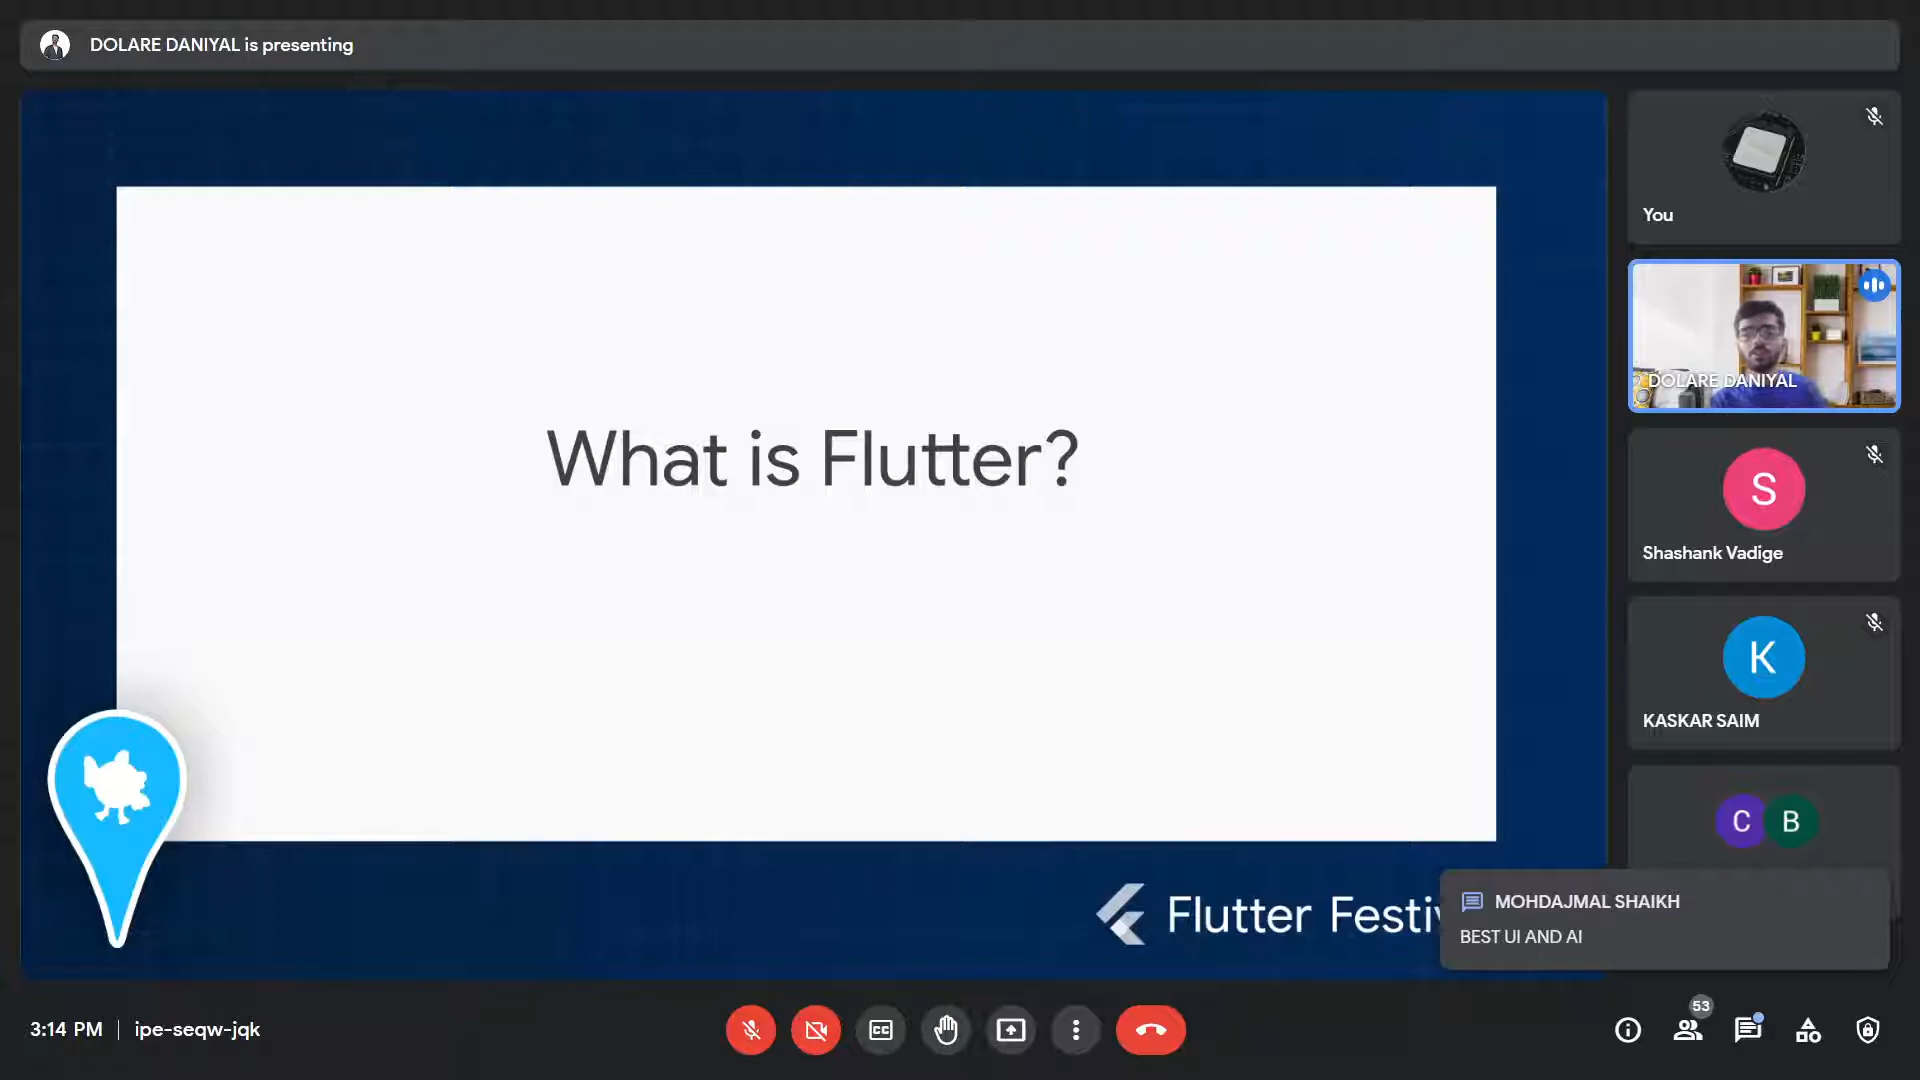 DOLARE DANIYAL is presenting
What is Flutter?
Flutter Festi
You
DOLARE DANIYAL
S
Shashank Vadige
K
KASKAR SAIM
C B
MOHDAJMAL SHAIKH
BEST UI AND AI
3:14 PM | ipe-seqw-jqk
CC
53